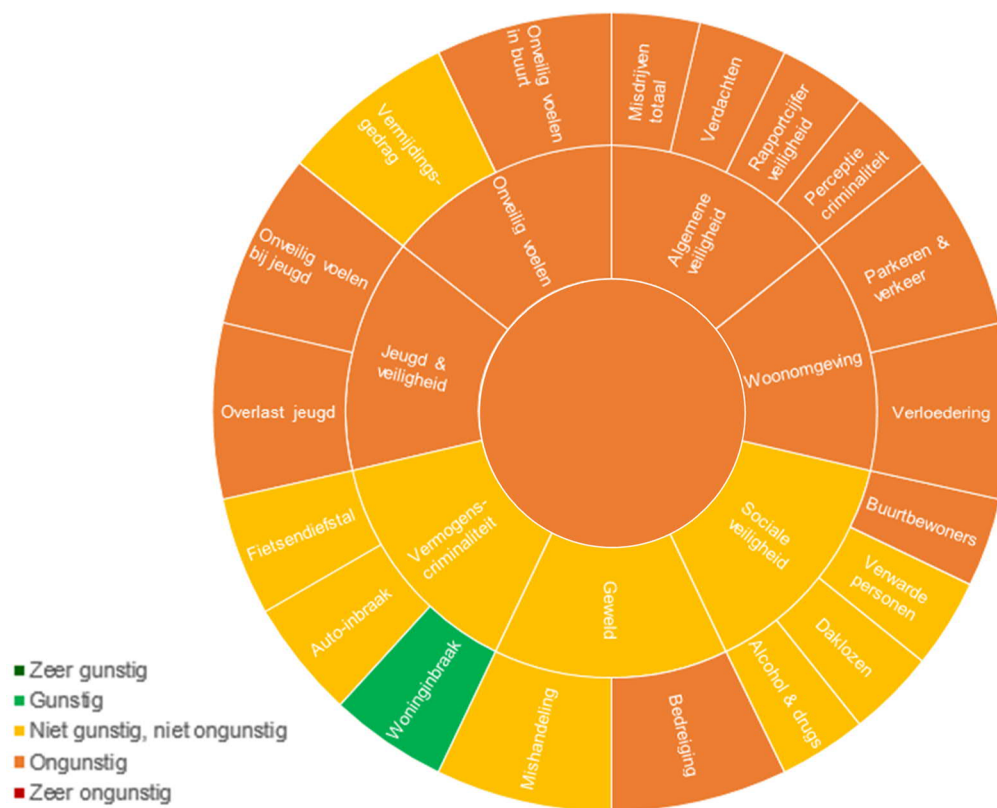 Onveilig voelen
in buurt
Misdrijven
totaal
Verdachten
Rapportcijfer
veiligheid
Perceptie
criminaliteit
Parkeren &
verkeer
Verloedering
Buurtbewoners
Verwarde
personen
Daklozen
Alcohol & drugs
Bedreiging
Mishandeling
Woninginbraak
Auto-inbraak
Fietsendiefstal
Overlast jeugd
Onveilig voelen
bij jeugd
Vermijdings-
gedrag
Onveilig voelen
Algemene
veiligheid
Woonomgeving
Sociale
veiligheid
Geweld
Vermogens-
criminaliteit
Jeugd &
veiligheid
Zeer gunstig
Gunstig
Niet gunstig, niet ongunstig
Ongunstig
Zeer ongunstig